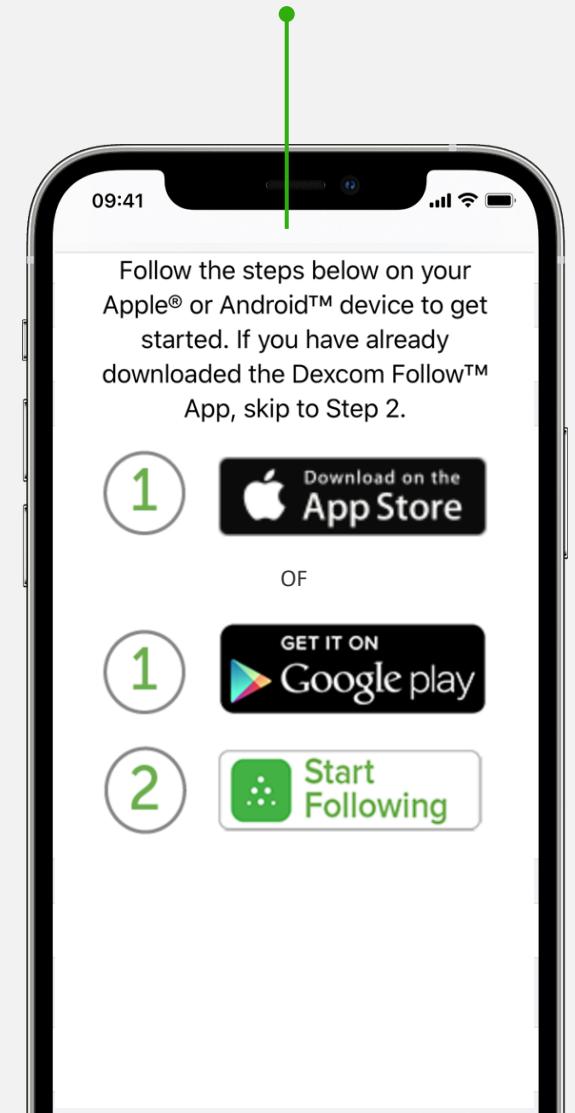 09:41
Follow the steps below on your
Apple® or Android™ device to get
started. If you have already
downloaded the Dexcom Follow™
App, skip to Step 2.
1
Download on the
App Store
OF
1
GET IT ON
Google play
2
Start
Following